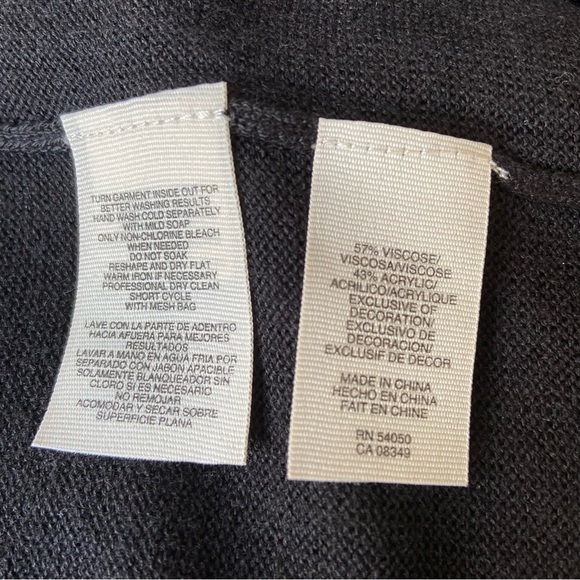 TURN GARMENT INSIDE OUT FOR
BETTER WASHING RESULTS
HAND WASH COLD SEPARATELY
WITH MILD SOAP
ONLY NON-CHLORINE BLEACH
WHEN NEEDED
DO NOT SOAK
RESHAPE AND DRY FLAT
WARM IRON IF NECESSARY
PROFESSIONAL DRY CLEAN
SHORT CYCLE
WITH MESH BAG
LAVE CON LA PARTE DE ADENTRO
HACIA AFUERA PARA MEJORES
RESULTADOS
LAVAR A MANO EN AGUA FRIA POR
SEPARADO CON JABON APACIBLE
SOLAMENTE BLANQUEADOR SIN
CLORO SI ES NECESARIO
NO REMOJAR
ACOMODAR Y SECAR SOBRE
SUPERFICIE PLANA
57% VISCOSE/
VISCOSA/VISCOSE
43% ACRYLIC/
ACRILICO/ACRYLIQUE
EXCLUSIVE OF
DECORATION/
EXCLUSIVO DE
DECORACION/
EXCLUSIF DE DECOR
MADE IN CHINA
HECHO EN CHINA
FAIT EN CHINE
RN 54050
CA 08349